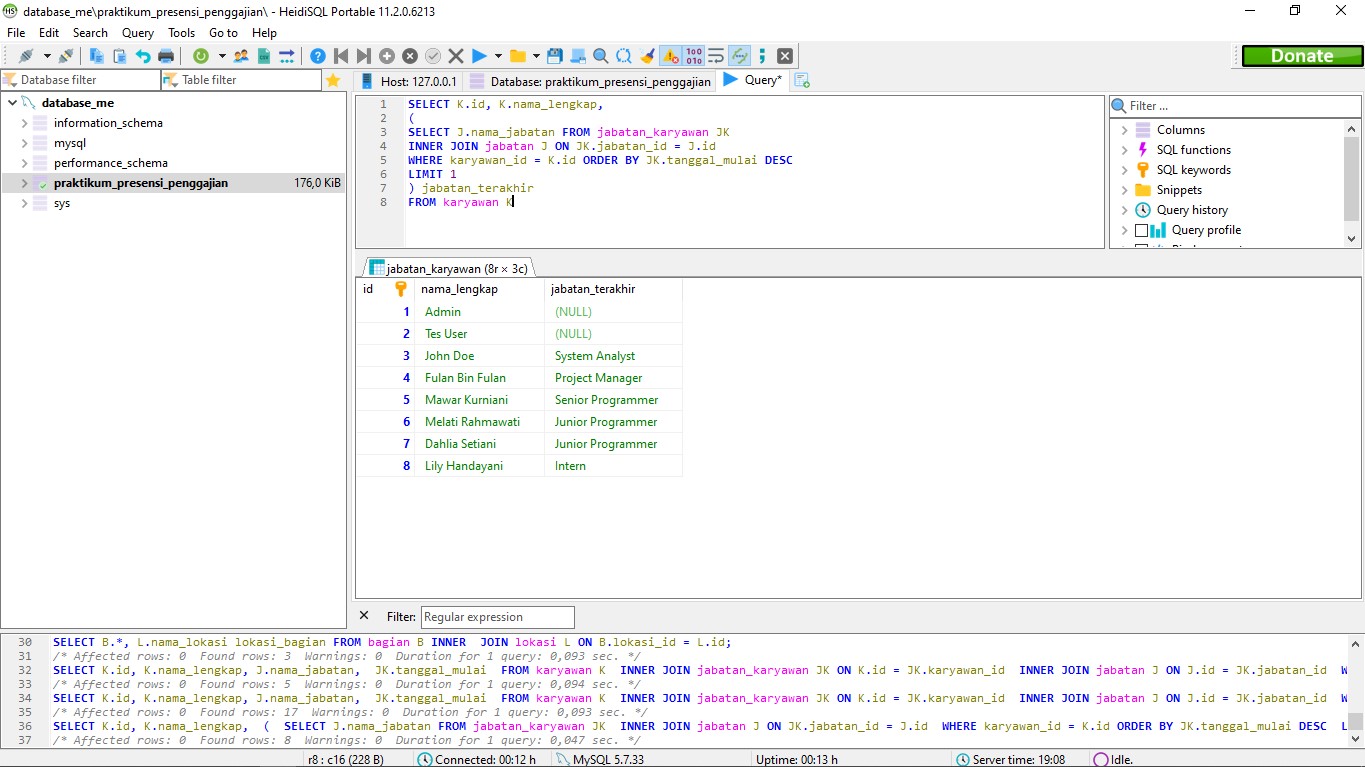 database_me\praktikum_presensi_penggajian\ - HeidiSQL Portable 11.2.0.6213
File Edit Search Query Tools Go to Help
Donate
Database filter
Table filter
Host: 127.0.0.1
Database: praktikum_presensi_penggajian
Query*
database_me
information_schema
mysql
performance_schema
praktikum_presensi_penggajian 176,0 KiB
sys
1 SELECT K.id, K.nama_lengkap,
2 (
3 SELECT J.nama_jabatan FROM jabatan_karyawan JK
4 INNER JOIN jabatan J ON JK.jabatan_id = J.id
5 WHERE karyawan_id = K.id ORDER BY JK.tanggal_mulai DESC
6 LIMIT 1
7 ) jabatan_terakhir
8 FROM karyawan K
Filter ...
Columns
SQL functions
SQL keywords
Snippets
Query history
Query profile
jabatan_karyawan (8r × 3c)
id nama_lengkap jabatan_terakhir
1 Admin (NULL)
2 Tes User (NULL)
3 John Doe System Analyst
4 Fulan Bin Fulan Project Manager
5 Mawar Kurniani Senior Programmer
6 Melati Rahmawati Junior Programmer
7 Dahlia Setiani Junior Programmer
8 Lily Handayani Intern
Filter: Regular expression
30 SELECT B.*, L.nama_lokasi lokasi_bagian FROM bagian B INNER JOIN lokasi L ON B.lokasi_id = L.id;
31 /* Affected rows: 0 Found rows: 3 Warnings: 0 Duration for 1 query: 0,093 sec. */
32 SELECT K.id, K.nama_lengkap, J.nama_jabatan, JK.tanggal_mulai FROM karyawan K INNER JOIN jabatan_karyawan JK ON K.id = JK.karyawan_id INNER JOIN jabatan J ON J.id = JK.jabatan_id W
33 /* Affected rows: 0 Found rows: 5 Warnings: 0 Duration for 1 query: 0,094 sec. */
34 SELECT K.id, K.nama_lengkap, J.nama_jabatan, JK.tanggal_mulai FROM karyawan K INNER JOIN jabatan_karyawan JK ON K.id = JK.karyawan_id INNER JOIN jabatan J ON J.id = JK.jabatan_id W
35 /* Affected rows: 0 Found rows: 17 Warnings: 0 Duration for 1 query: 0,093 sec. */
36 SELECT K.id, K.nama_lengkap, ( SELECT J.nama_jabatan FROM jabatan_karyawan JK INNER JOIN jabatan J ON JK.jabatan_id = J.id WHERE karyawan_id = K.id ORDER BY JK.tanggal_mulai DESC L
37 /* Affected rows: 0 Found rows: 8 Warnings: 0 Duration for 1 query: 0,047 sec. */
r8 : c16 (228 B) Connected: 00:12 h MySQL 5.7.33 Uptime: 00:13 h Server time: 19:08 Idle.